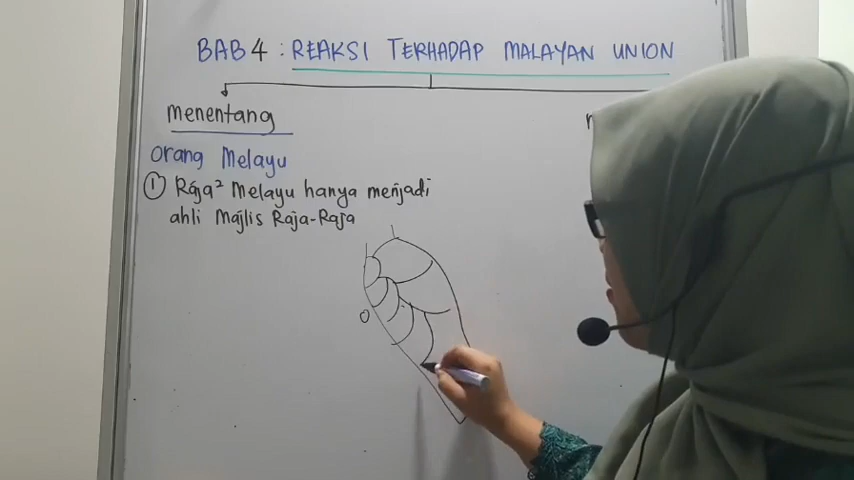 BAB 4 : REAKSI TERHADAP MALAYAN UNION
menentang
orang Melayu
① Raja² Melayu hanya menjadi
ahli Majlis Raja-Raja